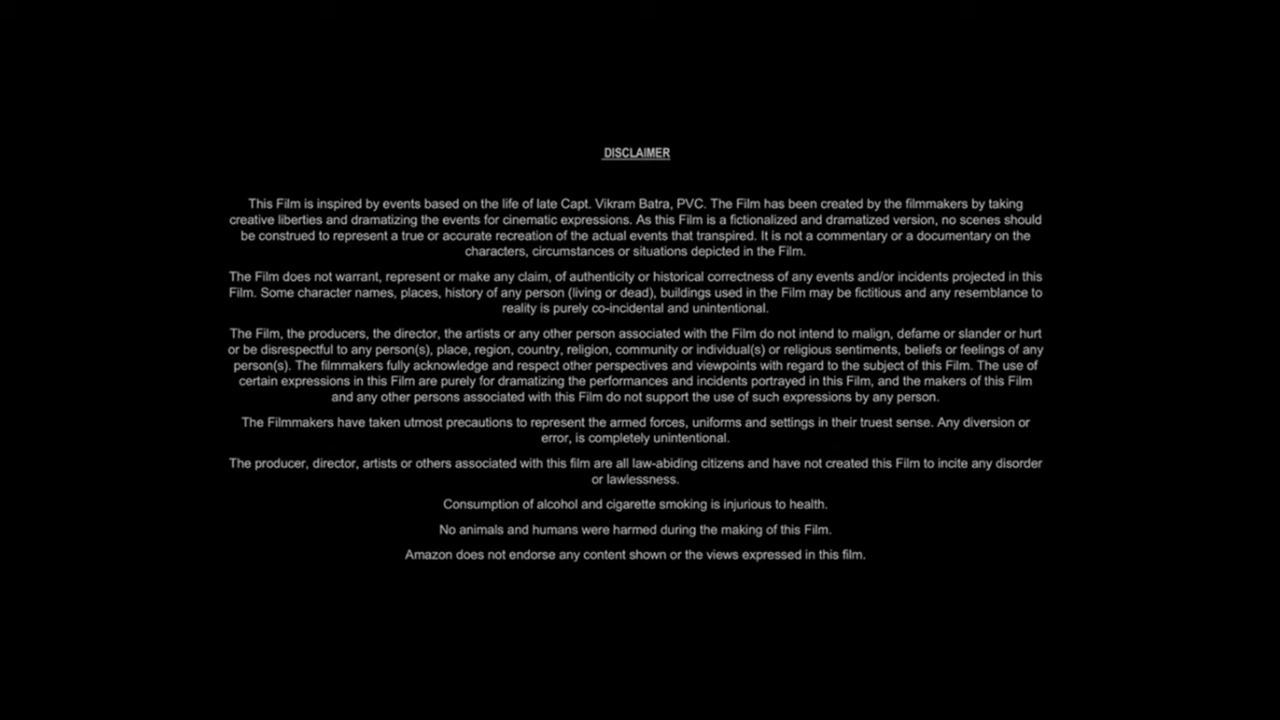 DISCLAIMER
This Film is inspired by events based on the life of late Capt. Vikram Batra, PVC. The Film has been created by the filmmakers by taking
creative liberties and dramatizing the events for cinematic expressions. As this Film is a fictionalized and dramatized version, no scenes should
be construed to represent a true or accurate recreation of the actual events that transpired. It is not a commentary or a documentary on the
characters, circumstances or situations depicted in the Film.
The Film does not warrant, represent or make any claim, of authenticity or historical correctness of any events and/or incidents projected in this
Film. Some character names, places, history of any person (living or dead), buildings used in the Film may be fictitious and any resemblance to
reality is purely co-incidental and unintentional.
The Film, the producers, the director, the artists or any other person associated with the Film do not intend to malign, defame or slander or hurt
or be disrespectful to any person(s), place, region, country, religion, community or individual(s) or religious sentiments, beliefs or feelings of any
person(s). The filmmakers fully acknowledge and respect other perspectives and viewpoints with regard to the subject of this Film. The use of
certain expressions in this Film are purely for dramatizing the performances and incidents portrayed in this Film, and the makers of this Film
and any other persons associated with this Film do not support the use of such expressions by any person.
The Filmmakers have taken utmost precautions to represent the armed forces, uniforms and settings in their truest sense. Any diversion or
error, is completely unintentional.
The producer, director, artists or others associated with this film are all law-abiding citizens and have not created this Film to incite any disorder
or lawlessness.
Consumption of alcohol and cigarette smoking is injurious to health.
No animals and humans were harmed during the making of this Film.
Amazon does not endorse any content shown or the views expressed in this film.